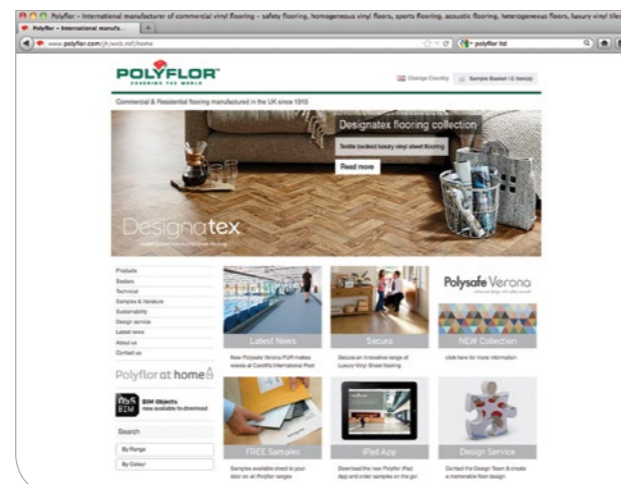 Polyflor – International manufacturer of commercial vinyl flooring – safety flooring, homogeneous vinyl floors, sports flooring, acoustic flooring, heterogeneous floors, luxury vinyl tiles
Polyflor – International manufa...
www.polyflor.com
polyflor ltd
POLYFLOR™
COVERING THE WORLD
Change Country
Sample Basket | 0 item(s)
Commercial & Residential flooring manufactured in the UK since 1915
Designatex flooring collection
Textile backed luxury vinyl sheet flooring
Read more
Designatex
Products
Sectors
Technical
Samples & literature
Sustainability
Design service
Latest news
About us
Contact us
Polyflor at home
BIM
BIM Objects
now available to download
Search
By Range
By Colour
Latest News
New Polysafe Verona PUR makes
waves at Cardiff's International Pool
Secura
Secura an innovative range of
Luxury Vinyl Sheet flooring
Polysafe Verona
NEW Collection
click here for more information
FREE Samples
Samples available direct to your
door on all Polyflor ranges
iPad App
Download the new Polyflor iPad
App and order samples on the go!
Design Service
Contact the Design Team & create
a memorable floor design